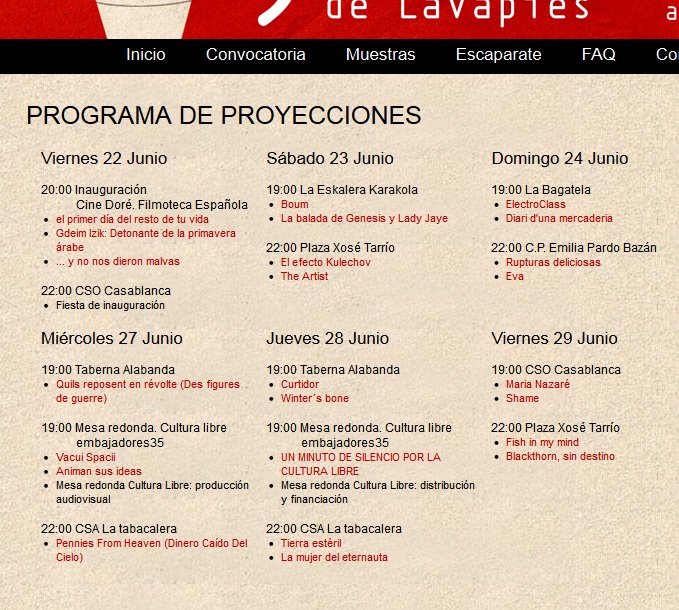 de Lavapiés
a
Inicio Convocatoria Muestras Escaparate FAQ Co
PROGRAMA DE PROYECCIONES
Viernes 22 Junio
20:00 Inauguración
Cine Doré. Filmoteca Española
el primer día del resto de tu vida
Gdeim Izik: Detonante de la primavera
árabe
... y no nos dieron malvas
22:00 CSO Casablanca
Fiesta de inauguración
Sábado 23 Junio
19:00 La Eskalera Karakola
Boum
La balada de Genesis y Lady Jaye
22:00 Plaza Xosé Tarrío
El efecto Kulechov
The Artist
Domingo 24 Junio
19:00 La Bagatela
ElectroClass
Diari d'una mercaderia
22:00 C.P. Emilia Pardo Bazán
Rupturas deliciosas
Eva
Miércoles 27 Junio
19:00 Taberna Alabanda
Quils reposent en révolte (Des figures
de guerre)
19:00 Mesa redonda. Cultura libre
embajadores35
Vacui Spacii
Animan sus ideas
Mesa redonda Cultura Libre: producción
audiovisual
22:00 CSA La tabacalera
Pennies From Heaven (Dinero Caído Del
Cielo)
Jueves 28 Junio
19:00 Taberna Alabanda
Curtidor
Winter´s bone
19:00 Mesa redonda. Cultura libre
embajadores35
UN MINUTO DE SILENCIO POR LA
CULTURA LIBRE
Mesa redonda Cultura Libre: distribución
y financiación
22:00 CSA La tabacalera
Tierra estéril
La mujer del eternauta
Viernes 29 Junio
19:00 CSO Casablanca
Maria Nazaré
Shame
22:00 Plaza Xosé Tarrío
Fish in my mind
Blackthorn, sin destino